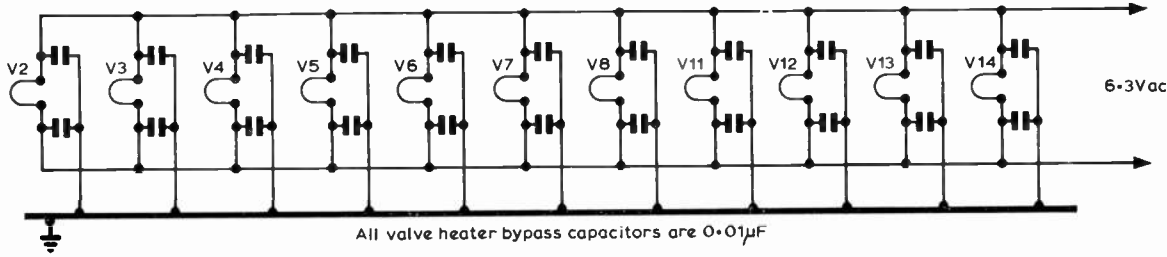 V2 V3 V4 V5 V6 V7 V8 V11 V12 V13 V14
6·3Vac
All valve heater bypass capacitors are 0·01µF